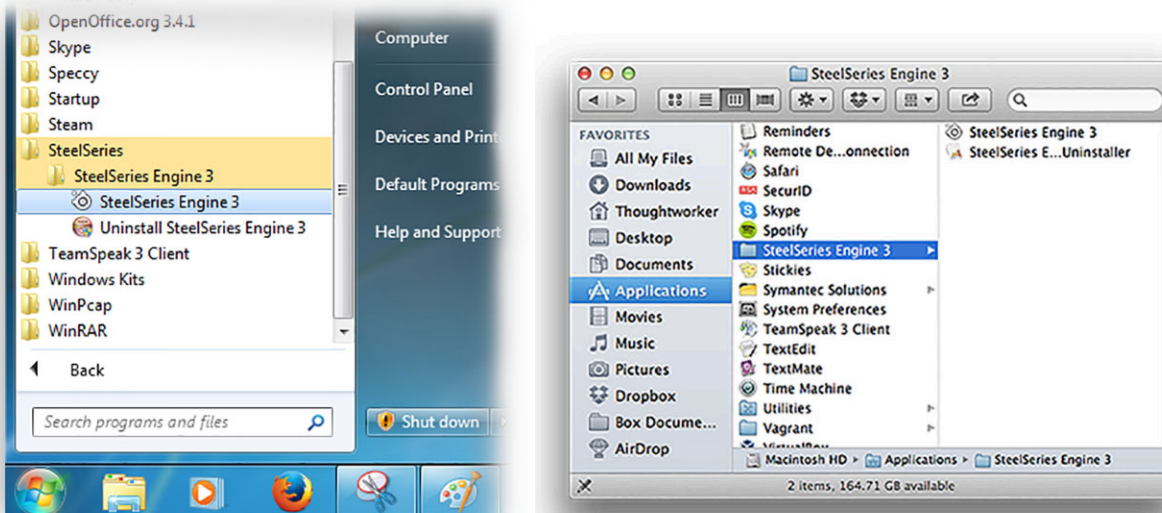 OpenOffice.org 3.4.1
Skype
Speccy
Startup
Steam
SteelSeries
SteelSeries Engine 3
SteelSeries Engine 3
Uninstall SteelSeries Engine 3
TeamSpeak 3 Client
Windows Kits
WinPcap
WinRAR
Back
Search programs and files
Computer
Control Panel
Devices and Print
Default Programs
Help and Support
Shut down
SteelSeries Engine 3
FAVORITES
All My Files
Downloads
Thoughtworker
Desktop
Documents
Applications
Movies
Music
Pictures
Dropbox
Box Docume...
AirDrop
Reminders
Remote De...onnection
Safari
SecurID
Skype
Spotify
SteelSeries Engine 3
Stickies
Symantec Solutions
System Preferences
TeamSpeak 3 Client
TextEdit
TextMate
Time Machine
Utilities
Vagrant
VirtualBox
SteelSeries Engine 3
SteelSeries E...Uninstaller
Macintosh HD ▸ Applications ▸ SteelSeries Engine 3
2 items, 164.71 GB available